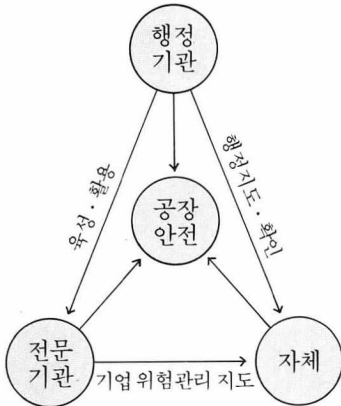 행정
기관
육성·활용
행정지도·확인
공장
안전
전문
기관
기업 위험관리 지도
자체